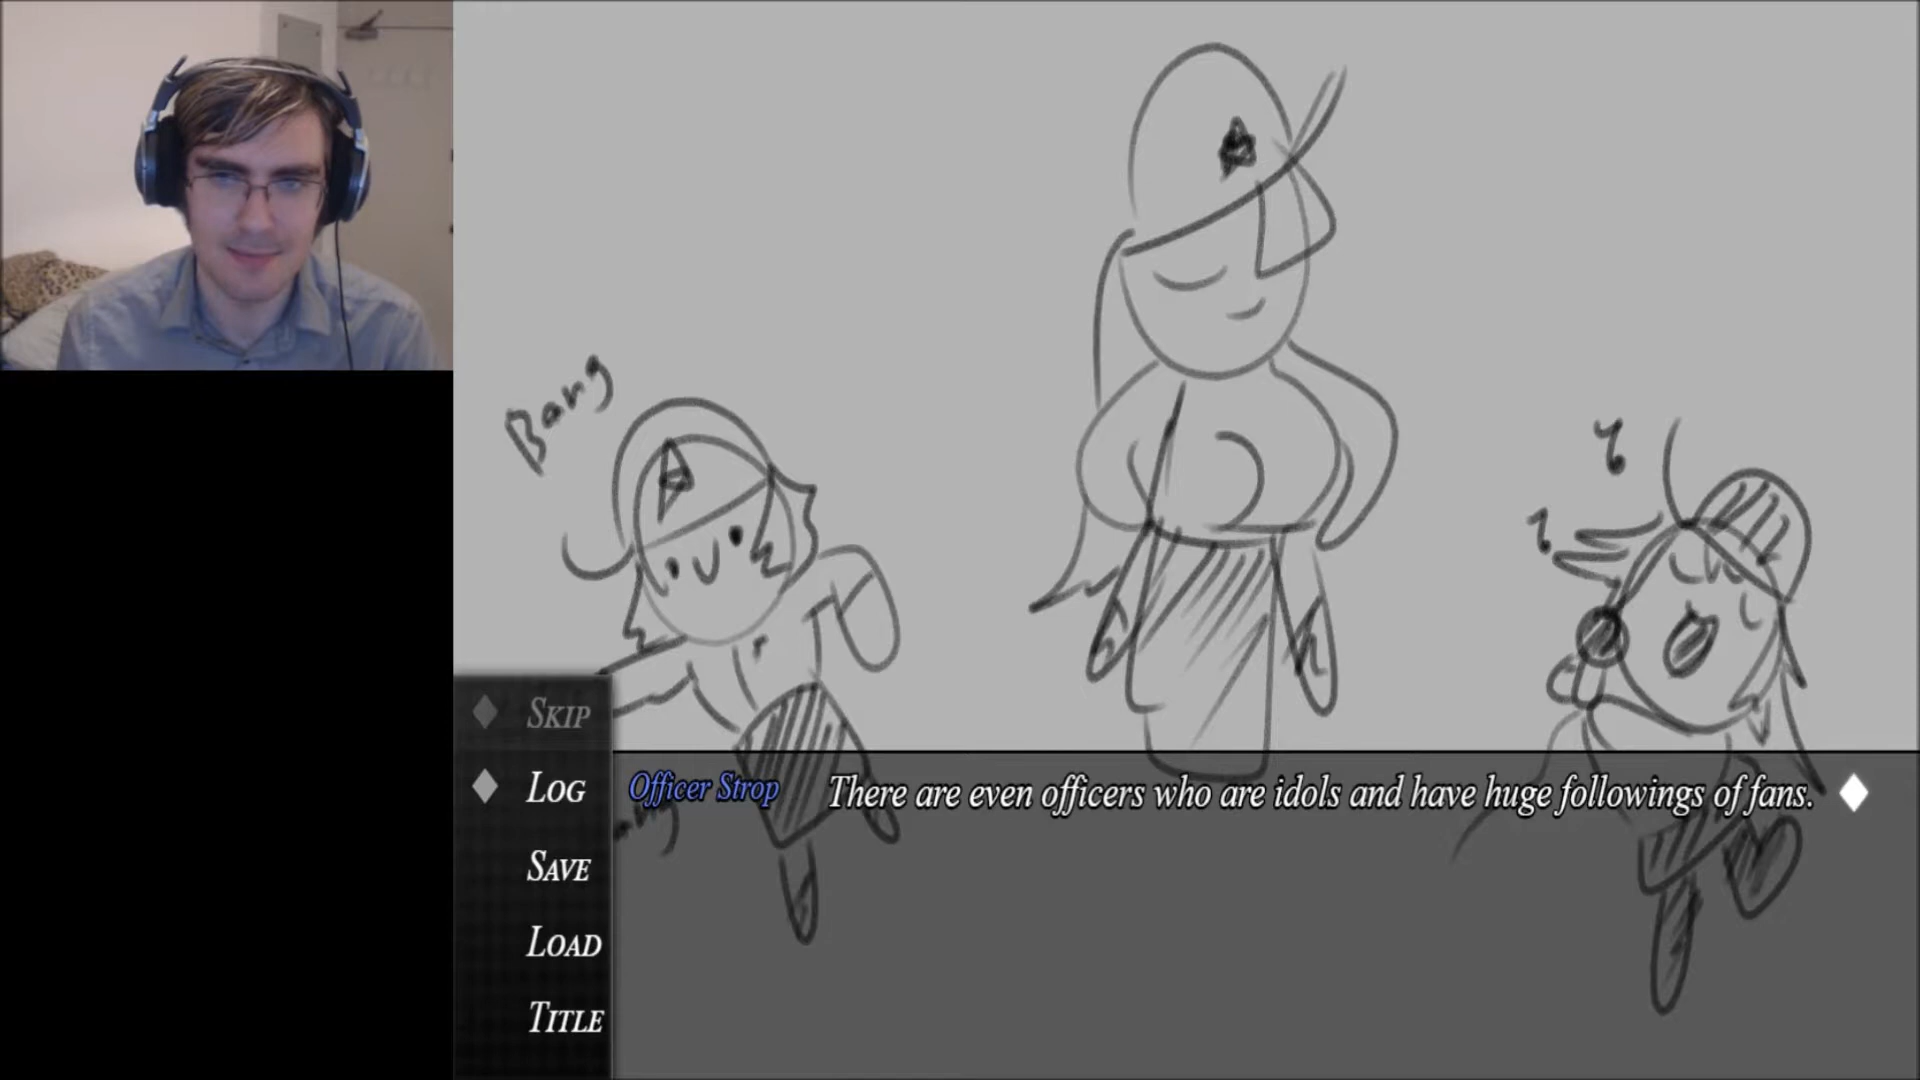 Bang
SKIP
LOG
SAVE
LOAD
TITLE
Officer Strop
There are even officers who are idols and have huge followings of fans.